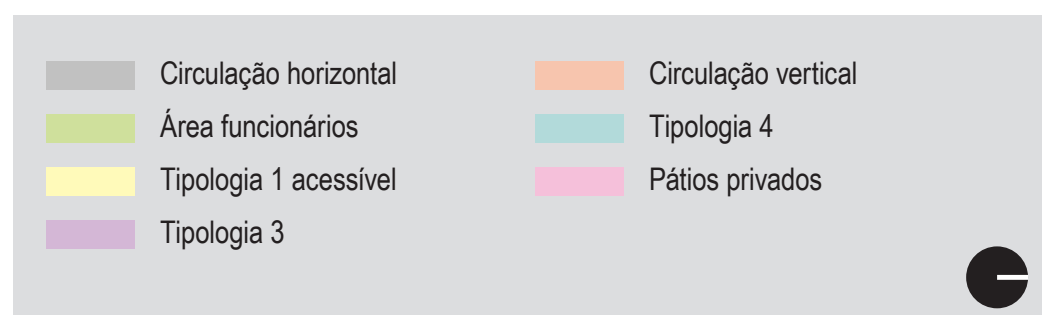 Circulação horizontal
Área funcionários
Tipologia 1 acessível
Tipologia 3
Circulação vertical
Tipologia 4
Pátios privados